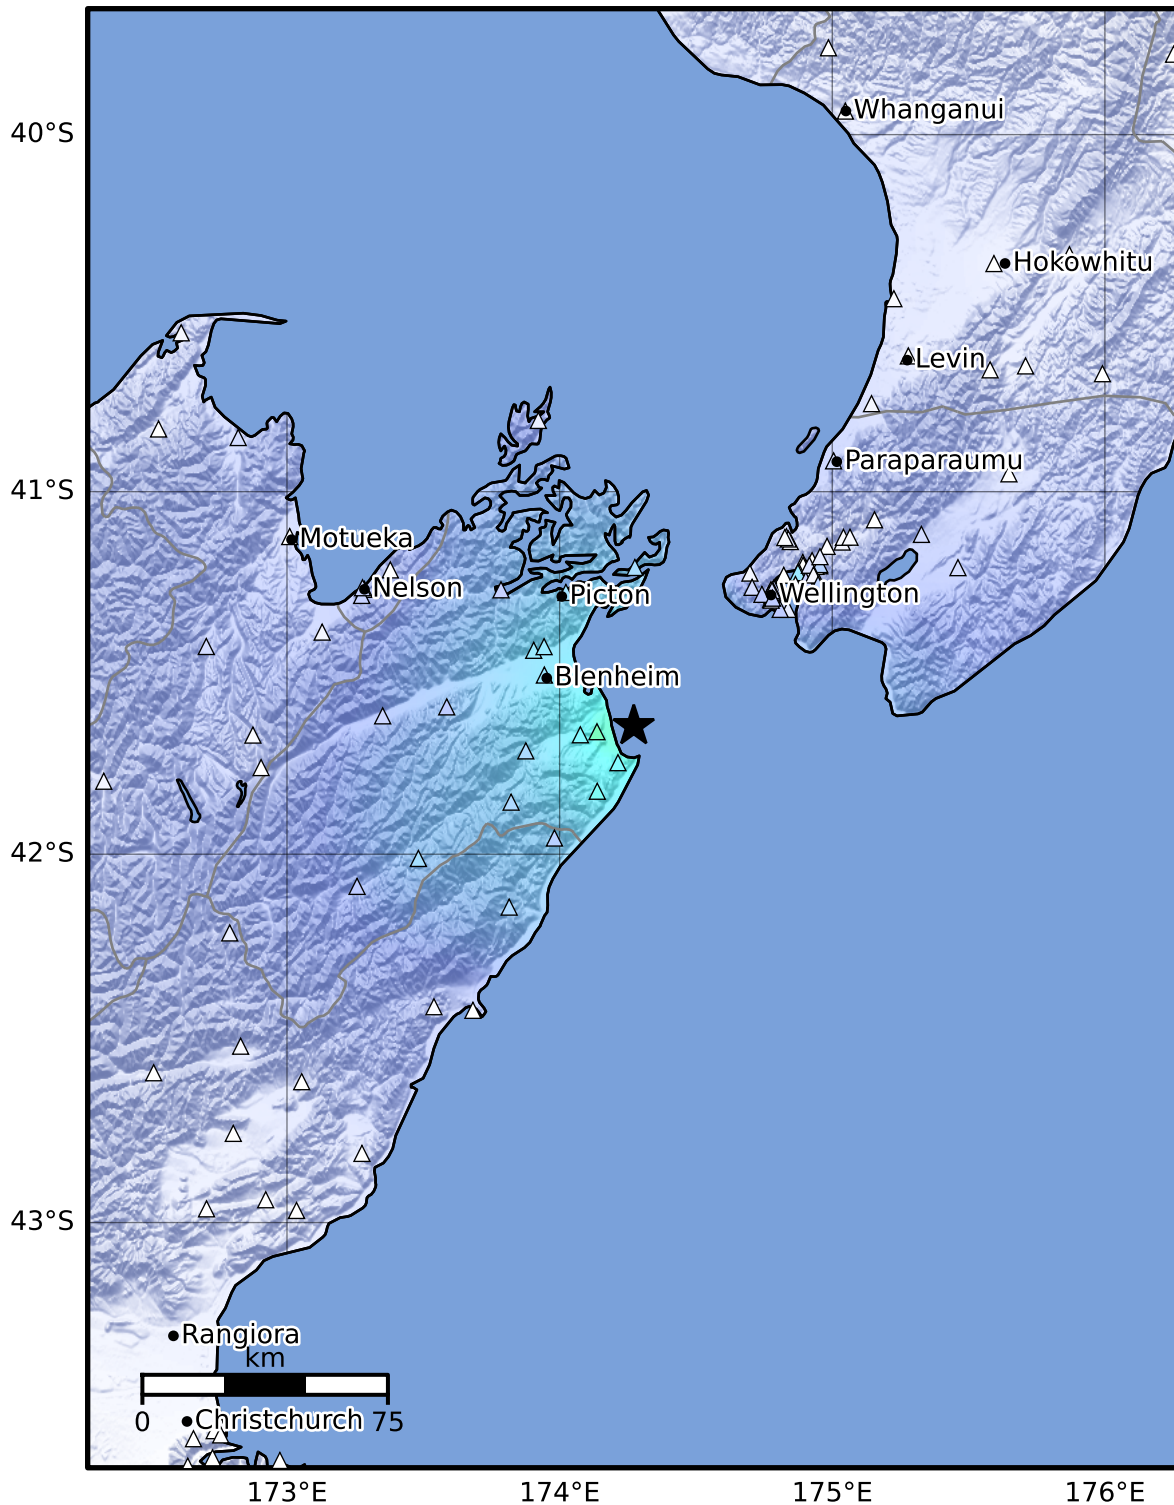 Whanganui
40°S
Hokowhitu
Levin
Paraparaumu
41°S
Motueka
Nelson
Picton
Wellington
Blenheim
42°S
43°S
Rangiora
km
0
75
Christchurch
173°E
174°E
175°E
176°E